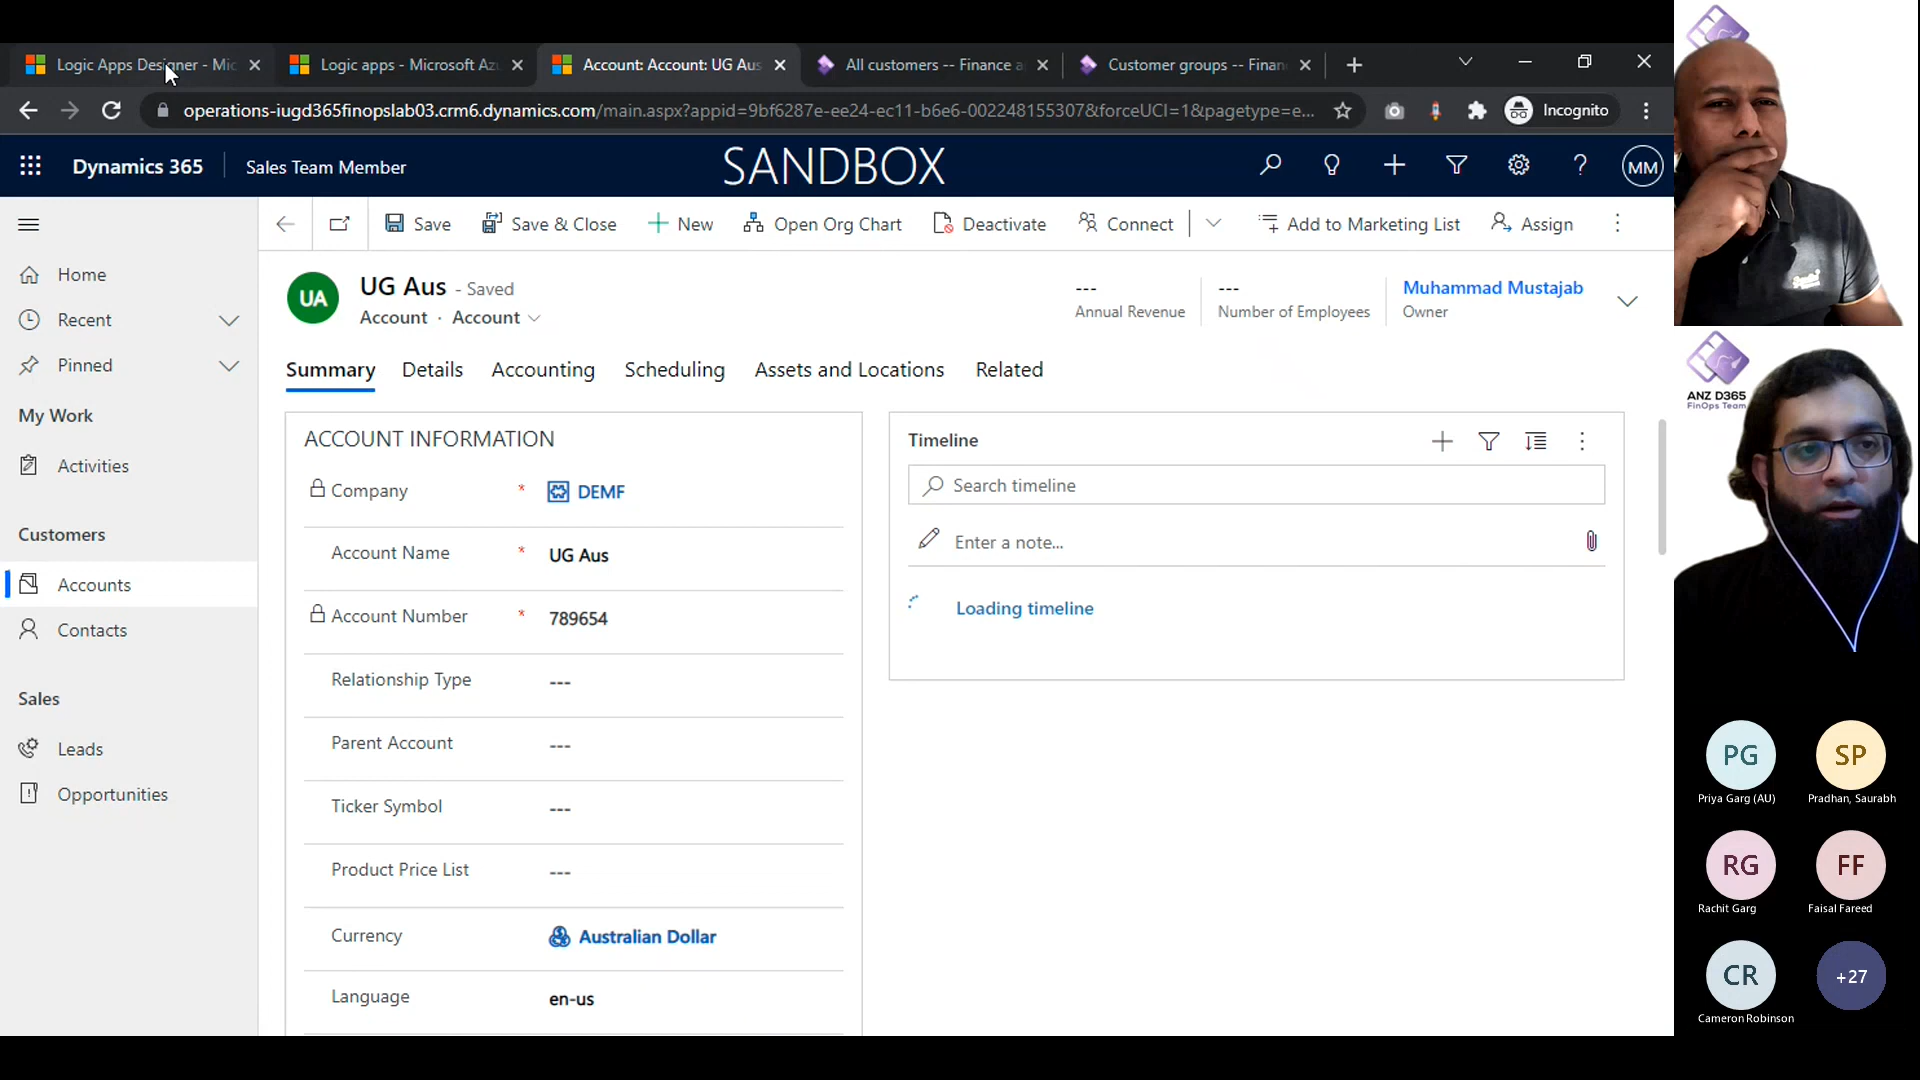 Logic Apps Designer - Mic
Logic apps - Microsoft Az
Account: Account: UG Aus
All customers -- Finance a
Customer groups -- Finan
operations-iugd365finopslab03.crm6.dynamics.com/main.aspx?appid=9bf6287e-ee24-ec11-b6e6-002248155307&forceUCI=1&pagetype=e...
Incognito
Dynamics 365
Sales Team Member
SANDBOX
MM
Save
Save & Close
New
Open Org Chart
Deactivate
Connect
Add to Marketing List
Assign
Home
Recent
Pinned
My Work
Activities
Customers
Accounts
Contacts
Sales
Leads
Opportunities
UA
UG Aus - Saved
Account · Account
---
Annual Revenue
---
Number of Employees
Muhammad Mustajab
Owner
Summary
Details
Accounting
Scheduling
Assets and Locations
Related
ACCOUNT INFORMATION
Company * DEMF
Account Name * UG Aus
Account Number * 789654
Relationship Type ---
Parent Account ---
Ticker Symbol ---
Product Price List ---
Currency Australian Dollar
Language en-us
Timeline
Search timeline
Enter a note...
Loading timeline
ANZ D365
FinOps Team
PG
Priya Garg (AU)
SP
Pradhan, Saurabh
RG
Rachit Garg
FF
Faisal Fareed
CR
Cameron Robinson
+27